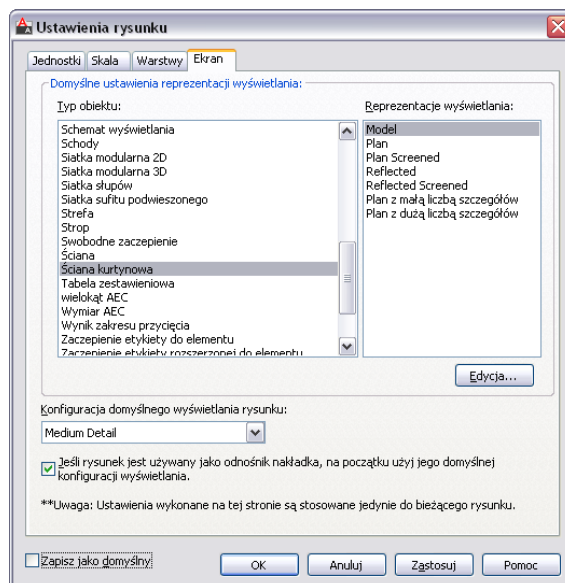 Ustawienia rysunku
Jednostki Skala Warstwy Ekran
Domyślne ustawienia reprezentacji wyświetlania:
Typ obiektu:
Schemat wyświetlania
Schody
Siatka modularna 2D
Siatka modularna 3D
Siatka słupów
Siatka sufitu podwieszonego
Strefa
Strop
Swobodne zaczepienie
Ściana
Ściana kurtynowa
Tabela zestawieniowa
wielokąt AEC
Wymiar AEC
Wynik zakresu przycięcia
Zaczepienie etykiety do elementu
Zaczepienie etykiety rozszerzonej do elementu
Reprezentacje wyświetlania:
Model
Plan
Plan Screened
Reflected
Reflected Screened
Plan z małą liczbą szczegółów
Plan z dużą liczbą szczegółów
Edycja...
Konfiguracja domyślnego wyświetlania rysunku:
Medium Detail
Jeśli rysunek jest używany jako odnośnik nakładka, na początku użyj jego domyślnej
konfiguracji wyświetlania.
**Uwaga: Ustawienia wykonane na tej stronie są stosowane jedynie do bieżącego rysunku.
Zapisz jako domyślny
OK Anuluj Zastosuj Pomoc